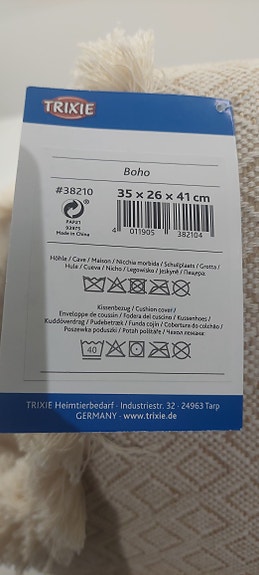 TRIXIE
Boho
#38210
35 x 26 x 41 cm
PAP21
Made in China
4 011905 382104
Höhle / Cave / Maison / Nicchia morbida / Schuilplaats / Grotta /
Hule / Cueva / Nicho / Legowisko / Jeskyně / Пещера
Kissenbezug / Cushion cover /
Enveloppe de coussin / Fodera del cuscino / Kussenhoes /
Kuddöverdrag / Pudebetræk / Funda cojín / Cobertura do colchão /
Poszewka poduszki / Potah polštáře / Чехол лежака
40
TRIXIE Heimtierbedarf · Industriestr. 32 · 24963 Tarp
GERMANY · www.trixie.de